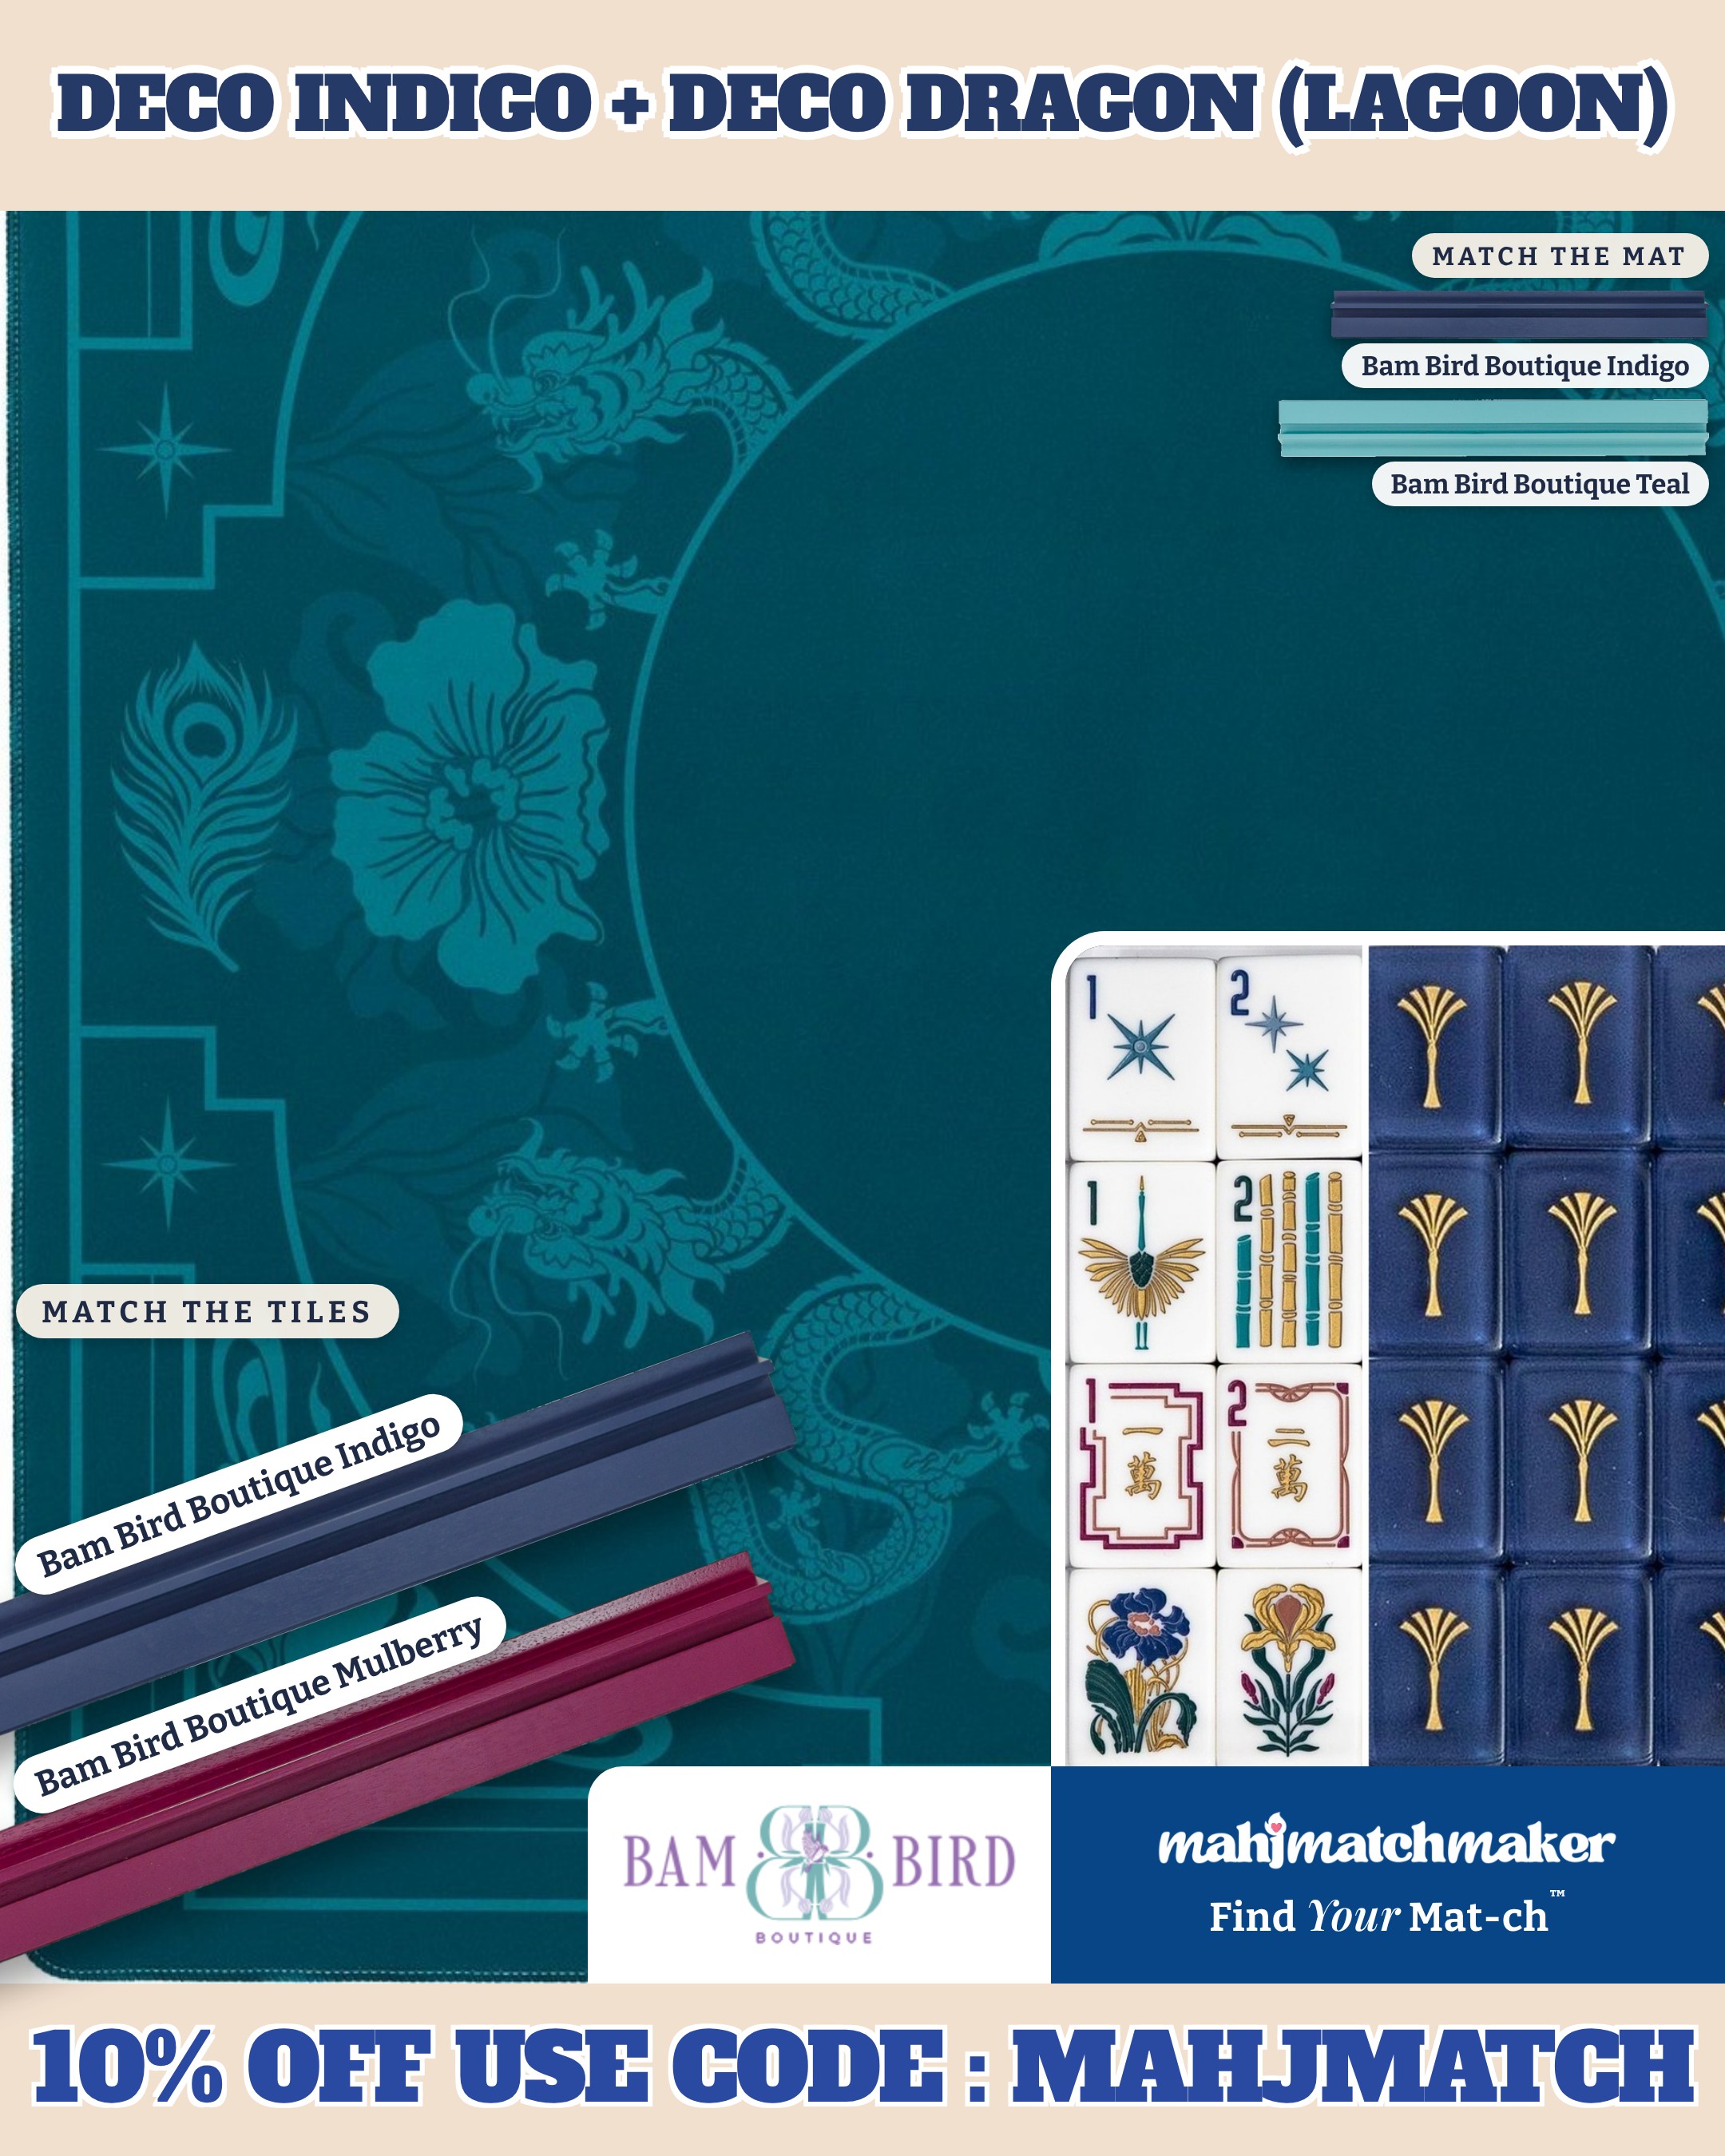 DECO INDIGO + DECO DRAGON (LAGOON)
MATCH THE MAT
Bam Bird Boutique Indigo
Bam Bird Boutique Teal
1
2
1
2
1
2
一
二
萬
萬
MATCH THE TILES
Bam Bird Boutique Indigo
Bam Bird Boutique Mulberry
BAM BIRD
BOUTIQUE
mahjmatchmaker
Find Your Mat-ch™
10% OFF USE CODE : MAHJMATCH